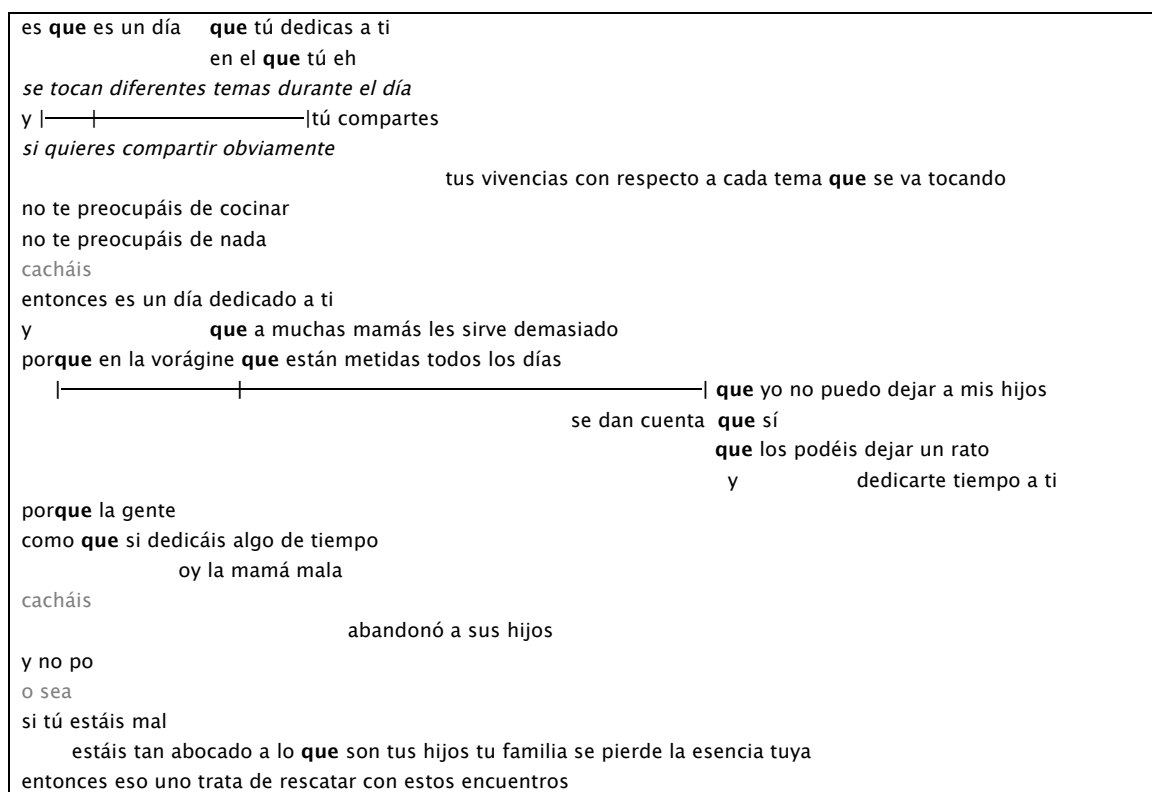 es que es un día que tú dedicas a ti
en el que tú eh
se tocan diferentes temas durante el día
y tú compartes
si quieres compartir obviamente
tus vivencias con respecto a cada tema que se va tocando
no te preocupáis de cocinar
no te preocupáis de nada
cacháis
entonces es un día dedicado a ti
y que a muchas mamás les sirve demasiado
porque en la vorágine que están metidas todos los días
que yo no puedo dejar a mis hijos
se dan cuenta que sí
que los podéis dejar un rato
y dedicarte tiempo a ti
porque la gente
como que si dedicáis algo de tiempo
oy la mamá mala
cacháis
abandonó a sus hijos
y no po
o sea
si tú estáis mal
estáis tan abocado a lo que son tus hijos tu familia se pierde la esencia tuya
entonces eso uno trata de rescatar con estos encuentros